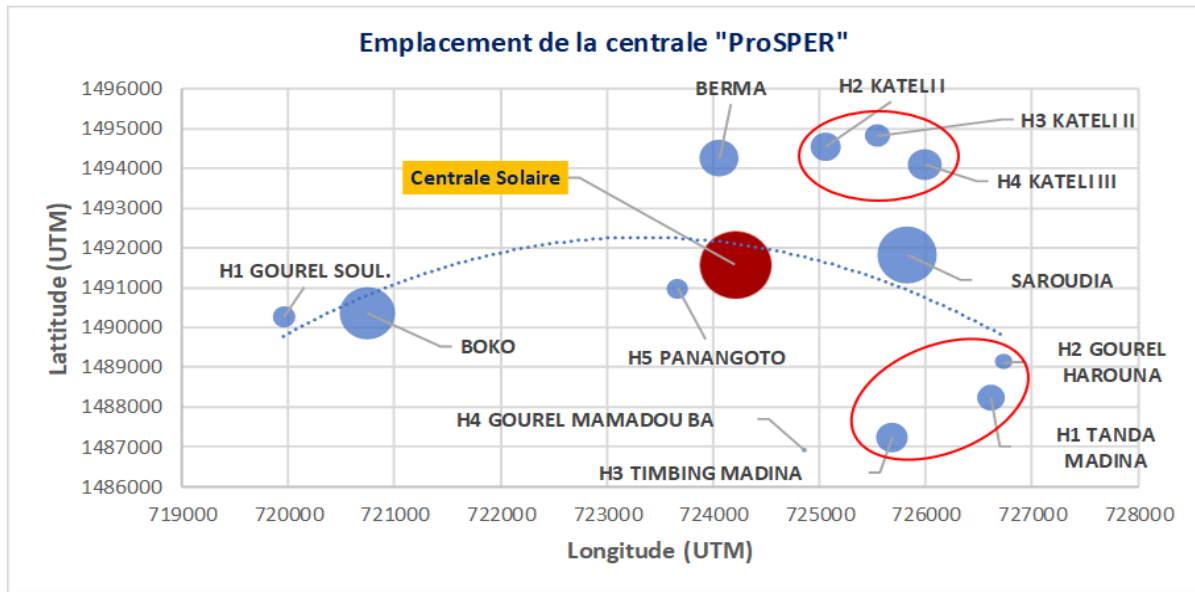 Emplacement de la centrale "ProSPER"
1496000
1495000
1494000
1493000
1492000
1491000
1490000
1489000
1488000
1487000
1486000
Lattitude (UTM)
BERMA
H2 KATELI I
H3 KATELI II
H4 KATELI III
Centrale Solaire
H1 GOUREL SOUL.
SAROUDIA
BOKO
H5 PANANGOTO
H2 GOUREL
HAROUNA
H4 GOUREL MAMADOU BA
H1 TANDA
MADINA
H3 TIMBING MADINA
719000 720000 721000 722000 723000 724000 725000 726000 727000 728000
Longitude (UTM)